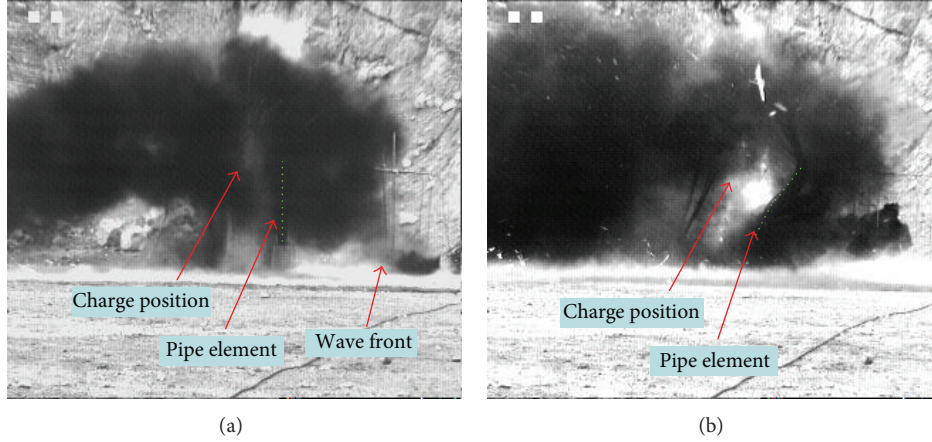 Charge position
Pipe element
Wave front
Charge position
Pipe element
(a)
(b)